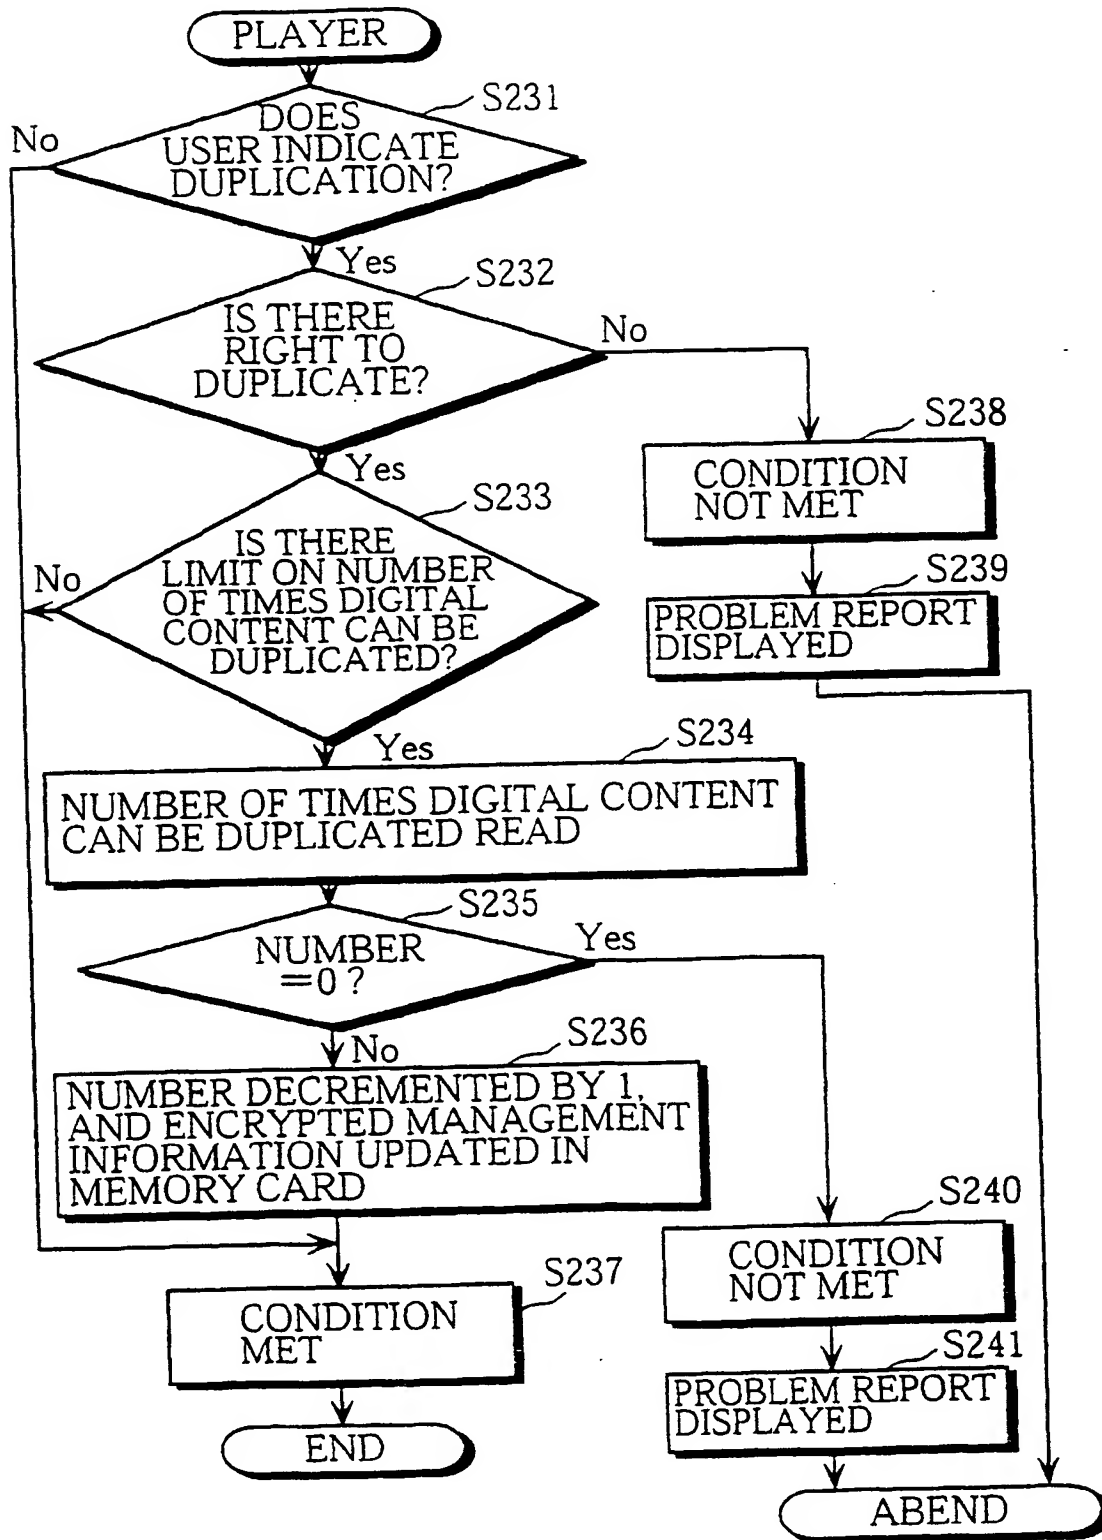 PLAYER
S231
DOES
USER INDICATE
DUPLICATION?
No
Yes
S232
IS THERE
RIGHT TO
DUPLICATE?
No
Yes
S238
CONDITION
NOT MET
S233
IS THERE
LIMIT ON NUMBER
OF TIMES DIGITAL
CONTENT CAN BE
DUPLICATED?
No
S239
PROBLEM REPORT
DISPLAYED
Yes
S234
NUMBER OF TIMES DIGITAL CONTENT
CAN BE DUPLICATED READ
S235
NUMBER
=0?
Yes
No
S236
NUMBER DECREMENTED BY 1,
AND ENCRYPTED MANAGEMENT
INFORMATION UPDATED IN
MEMORY CARD
S240
CONDITION
NOT MET
S237
CONDITION
MET
S241
PROBLEM REPORT
DISPLAYED
END
ABEND